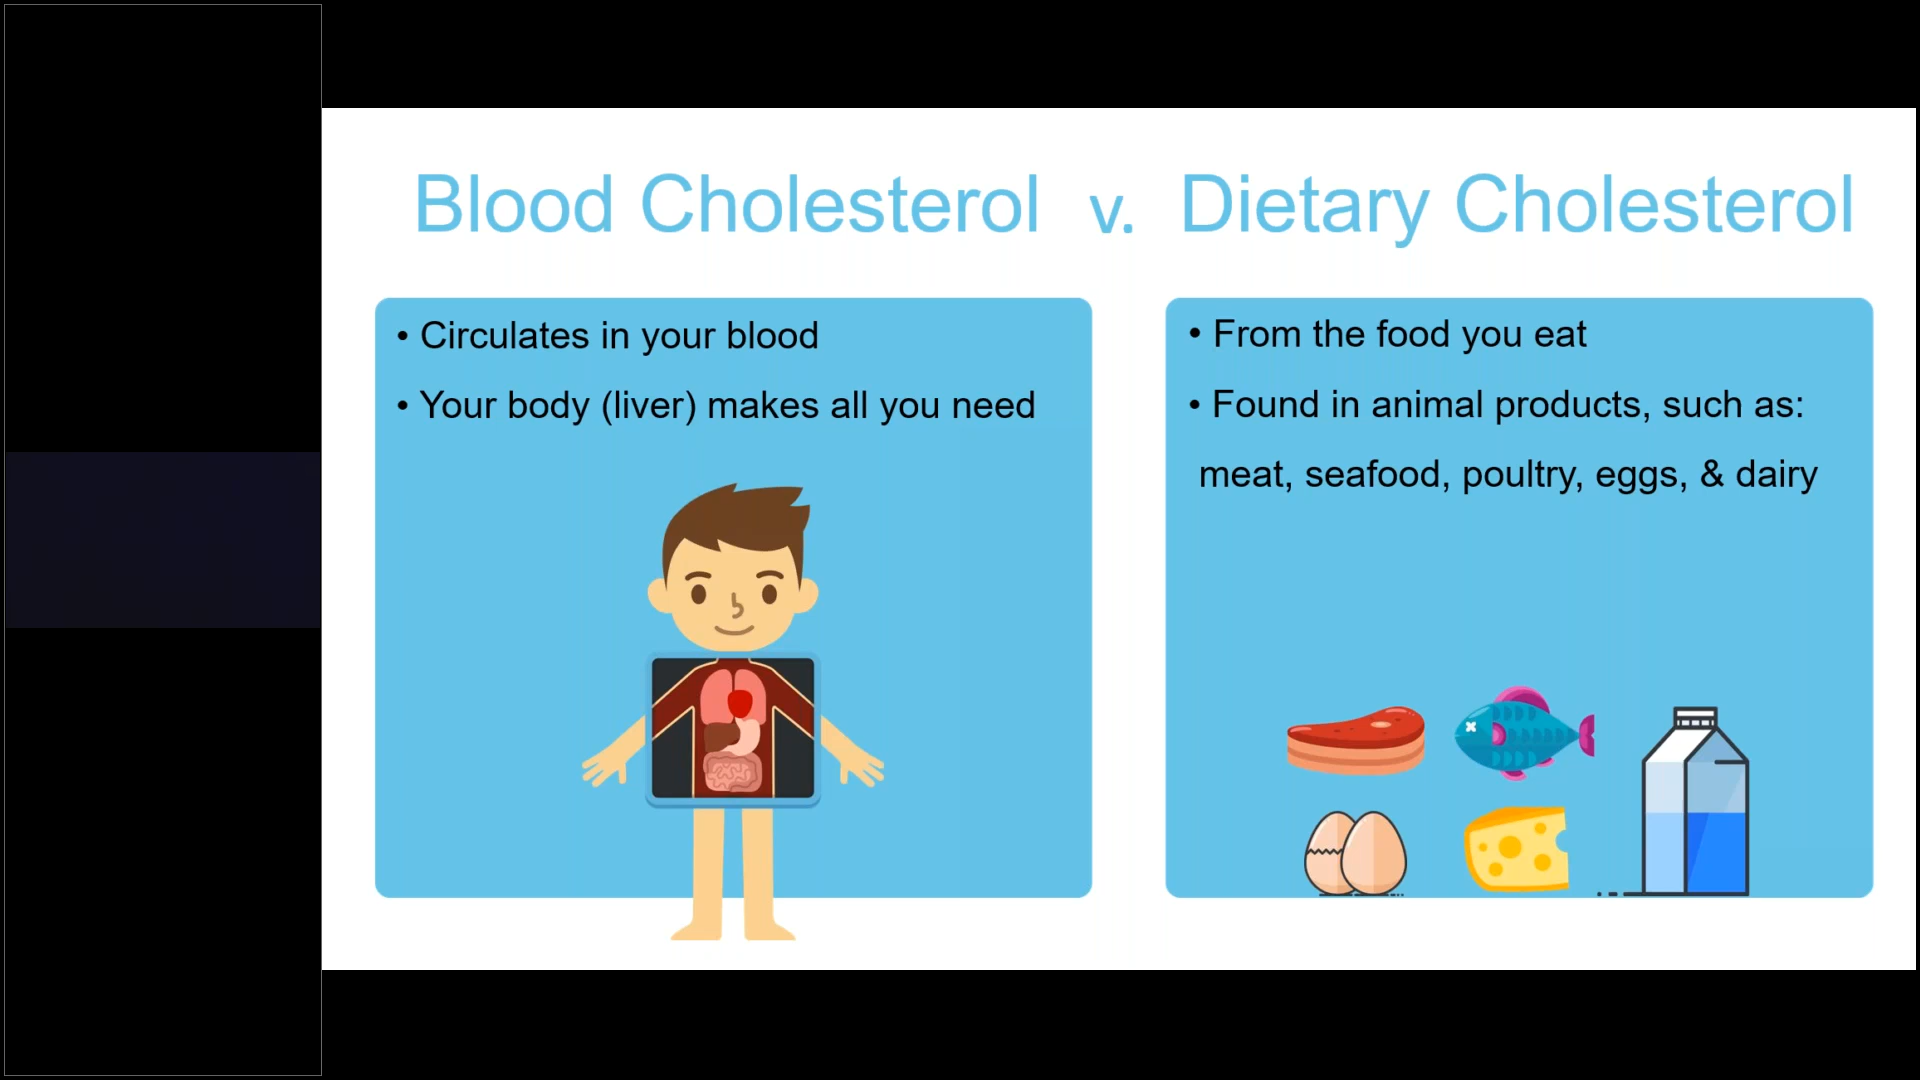 Blood Cholesterol v. Dietary Cholesterol
• Circulates in your blood
• Your body (liver) makes all you need
• From the food you eat
• Found in animal products, such as:
meat, seafood, poultry, eggs, & dairy